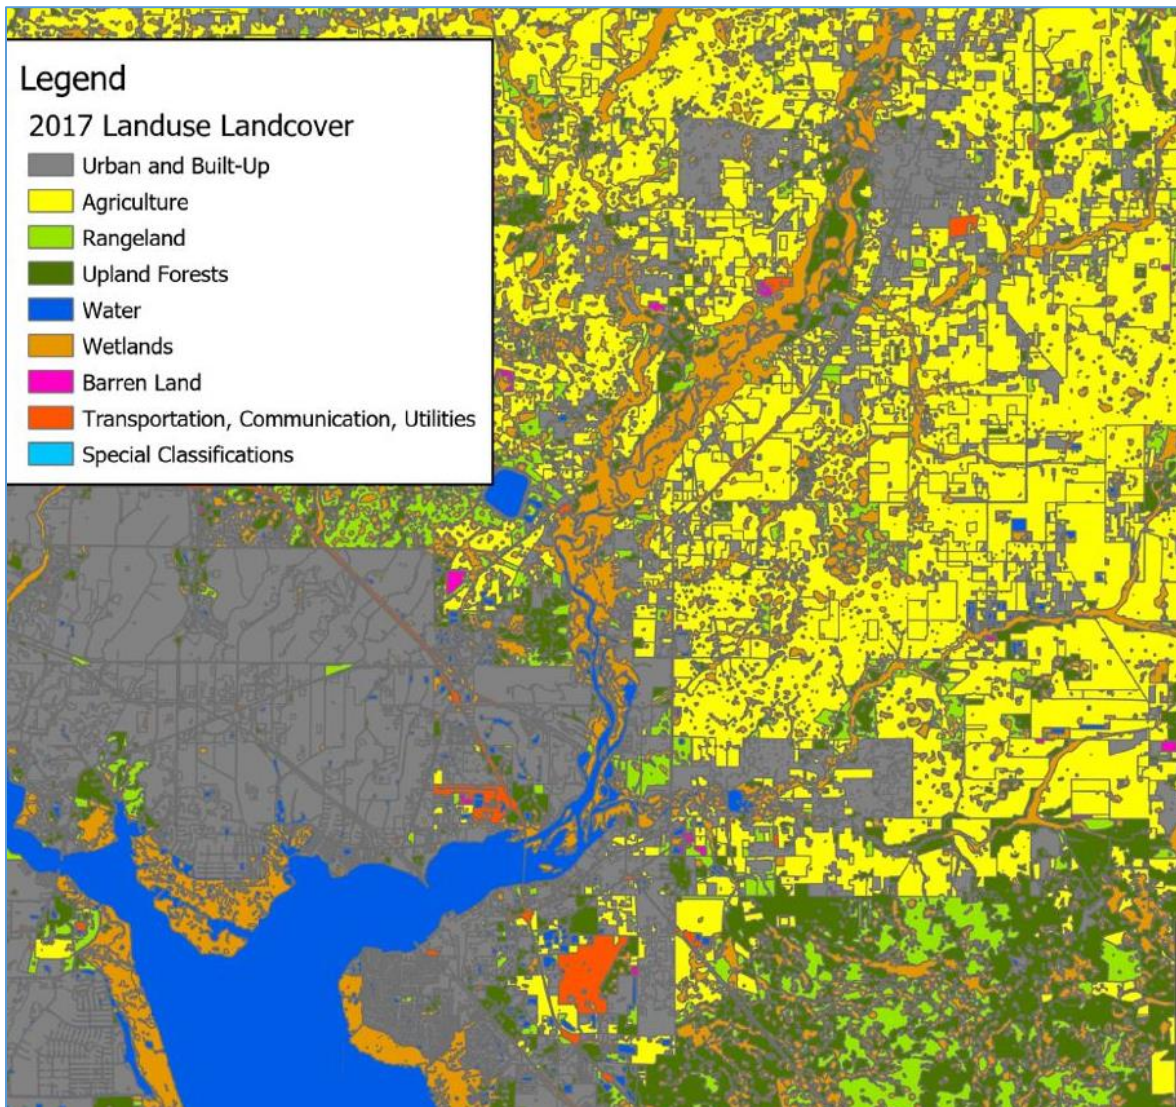 Legend
2017 Landuse Landcover
Urban and Built-Up
Agriculture
Rangeland
Upland Forests
Water
Wetlands
Barren Land
Transportation, Communication, Utilities
Special Classifications